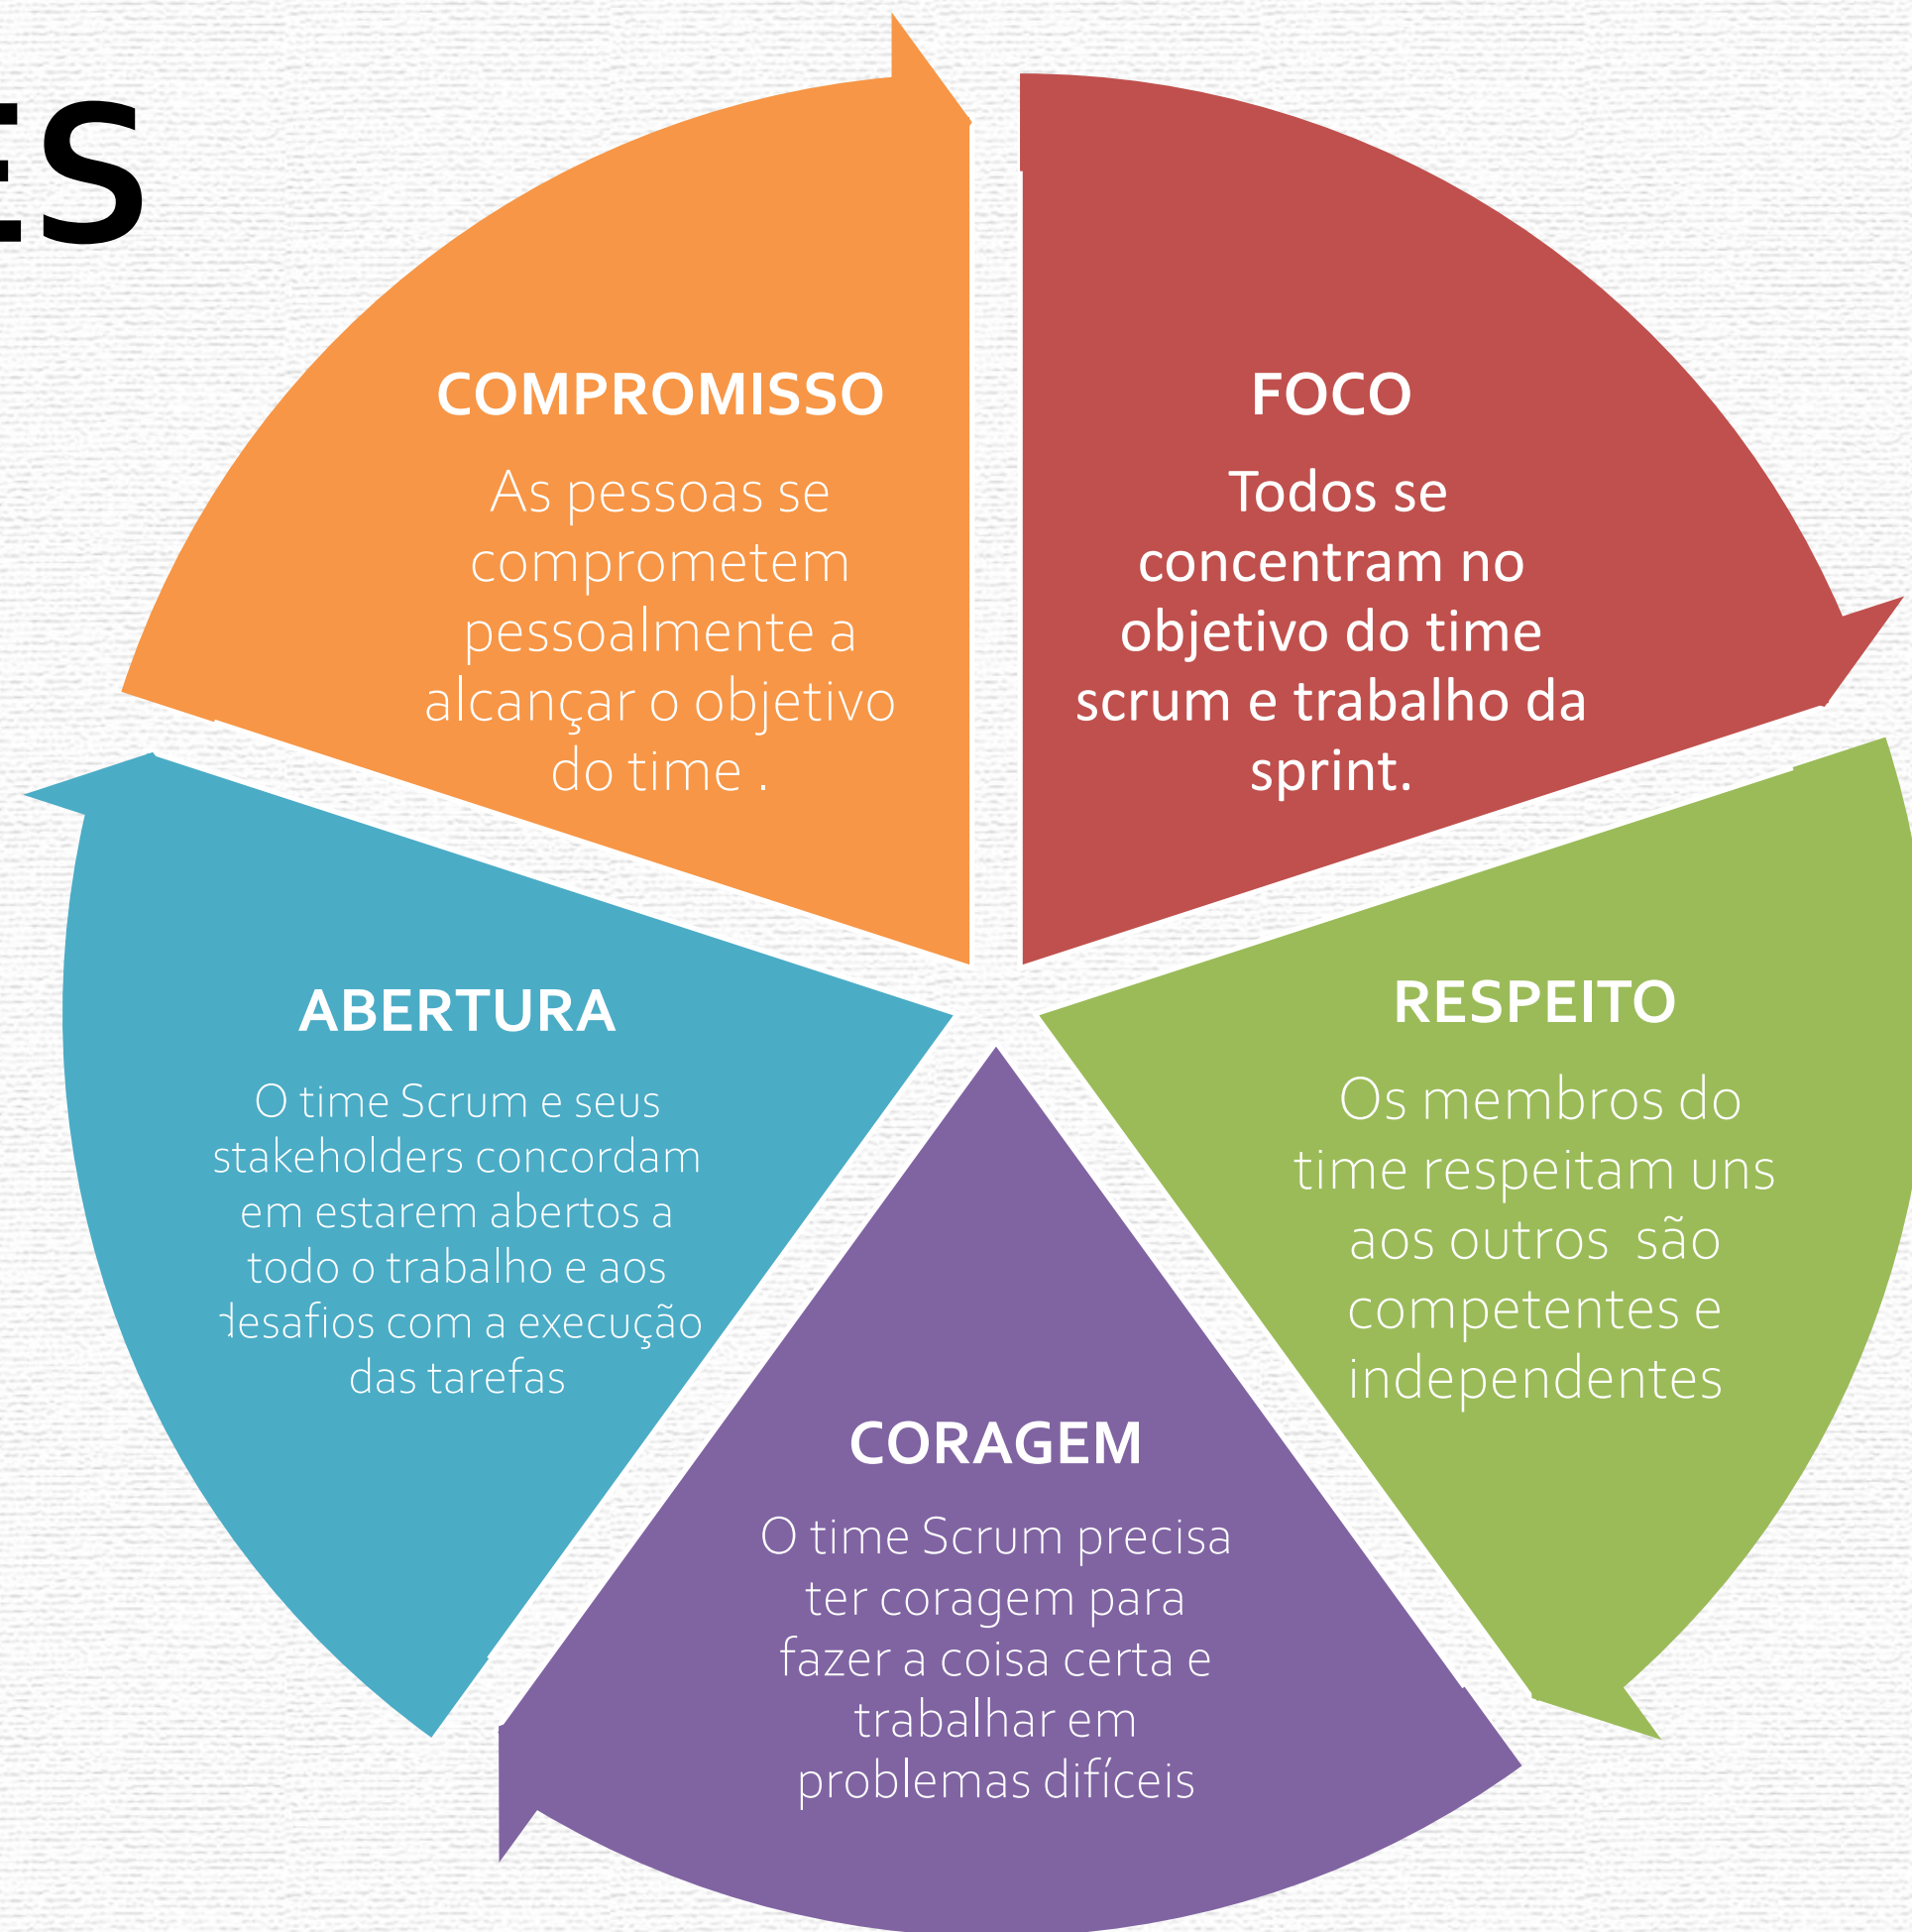 ES
COMPROMISSO
As pessoas se
comprometem
pessoalmente a
alcançar o objetivo
do time .
FOCO
Todos se
concentram no
objetivo do time
scrum e trabalho da
sprint.
RESPEITO
Os membros do
time respeitam uns
aos outros  são
competentes e
independentes
CORAGEM
O time Scrum precisa
ter coragem para
fazer a coisa certa e
trabalhar em
problemas difíceis
ABERTURA
O time Scrum e seus
stakeholders concordam
em estarem abertos a
todo o trabalho e aos
desafios com a execução
das tarefas